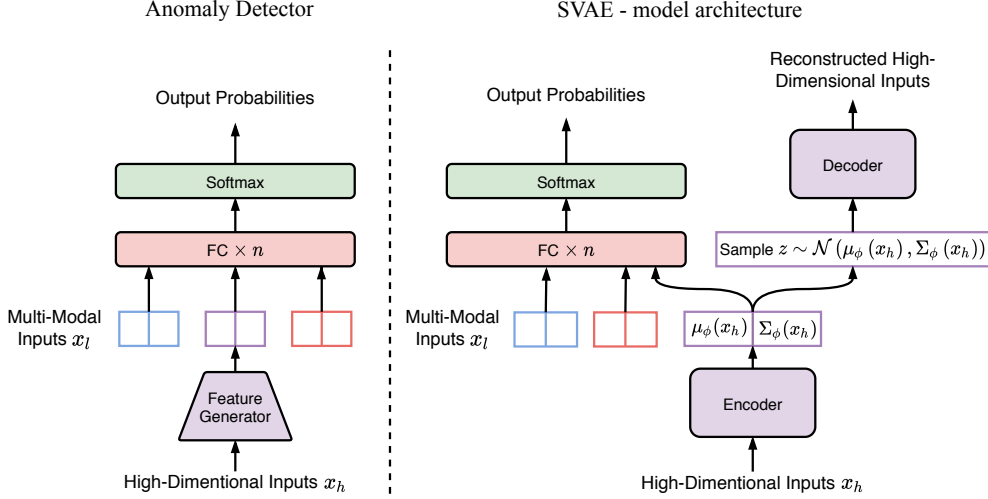 Anomaly Detector
Output Probabilities
Softmax
FC × n
Multi-Modal
Inputs x_l
Feature
Generator
High-Dimentional Inputs x_h
SVAE - model architecture
Output Probabilities
Softmax
FC × n
Multi-Modal
Inputs x_l
Reconstructed High-
Dimensional Inputs
Decoder
Sample z ∼ 𝒩 (μ_ϕ (x_h) , Σ_ϕ (x_h))
μ_ϕ(x_h) Σ_ϕ(x_h)
Encoder
High-Dimentional Inputs x_h